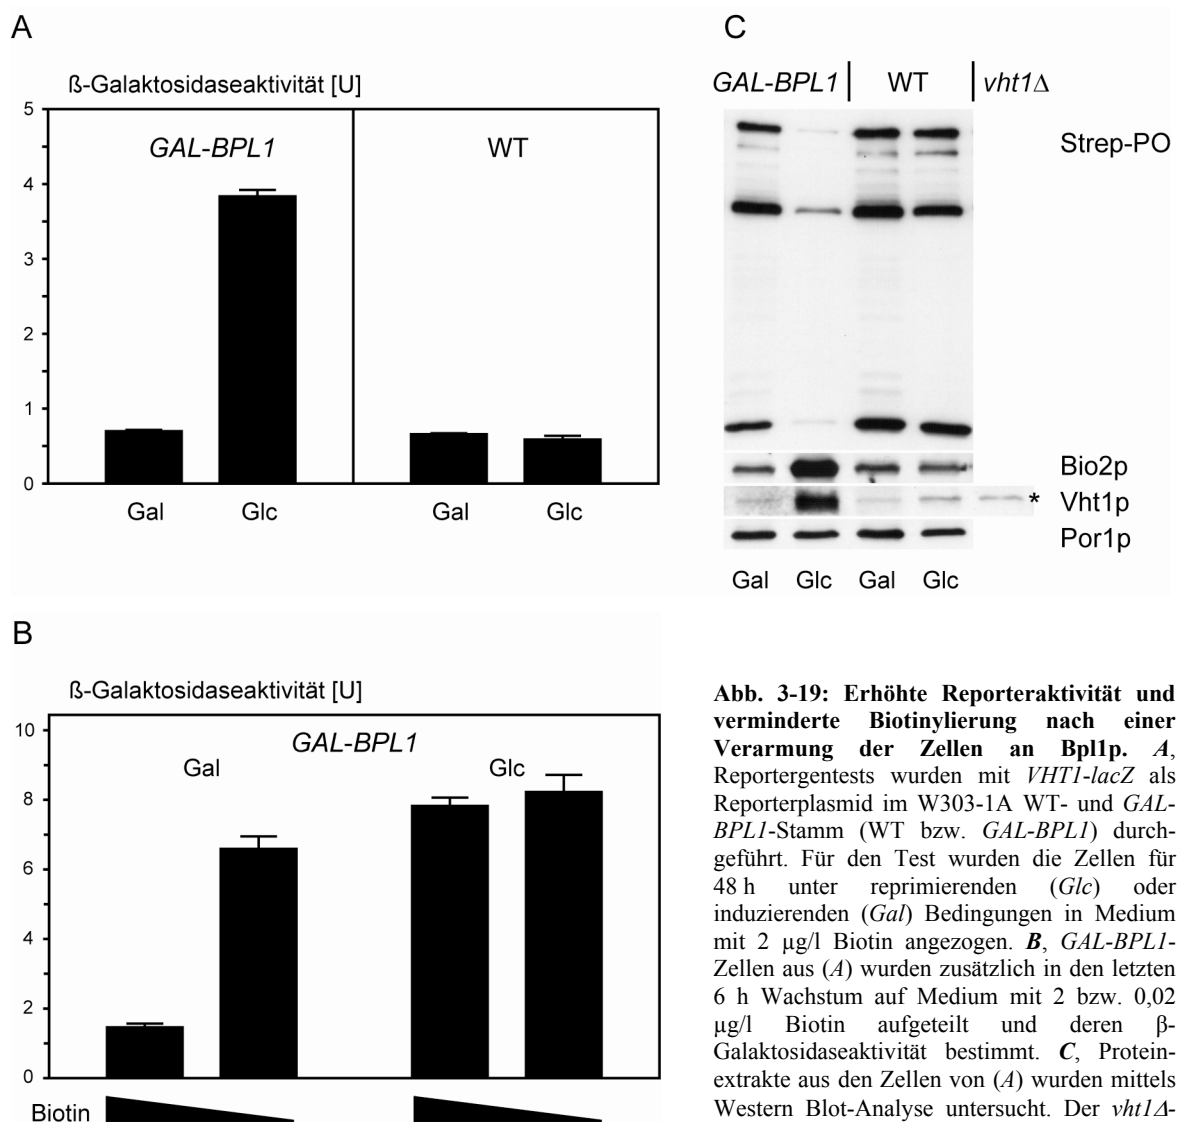 A
ß-Galaktosidaseaktivität [U]
5
4
3
2
1
0
GAL-BPL1
WT
Gal
Glc
Gal
Glc
C
GAL-BPL1
WT
vht1Δ
Strep-PO
Bio2p
* Vht1p
Por1p
Gal
Glc
Gal
Glc
B
ß-Galaktosidaseaktivität [U]
10
8
6
4
2
0
GAL-BPL1
Gal
Glc
Biotin
Abb. 3-19: Erhöhte Reporteraktivität und
verminderte Biotinylierung nach einer
Verarmung der Zellen an Bpl1p. A,
Reportergentests wurden mit VHT1-lacZ als
Reporterplasmid im W303-1A WT- und GAL-
BPL1-Stamm (WT bzw. GAL-BPL1) durch-
geführt. Für den Test wurden die Zellen für
48 h unter reprimierenden (Glc) oder
induzierenden (Gal) Bedingungen in Medium
mit 2 µg/l Biotin angezogen. B, GAL-BPL1-
Zellen aus (A) wurden zusätzlich in den letzten
6 h Wachstum auf Medium mit 2 bzw. 0,02
µg/l Biotin aufgeteilt und deren β-
Galaktosidaseaktivität bestimmt. C, Protein-
extrakte aus den Zellen von (A) wurden mittels
Western Blot-Analyse untersucht. Der vht1Δ-